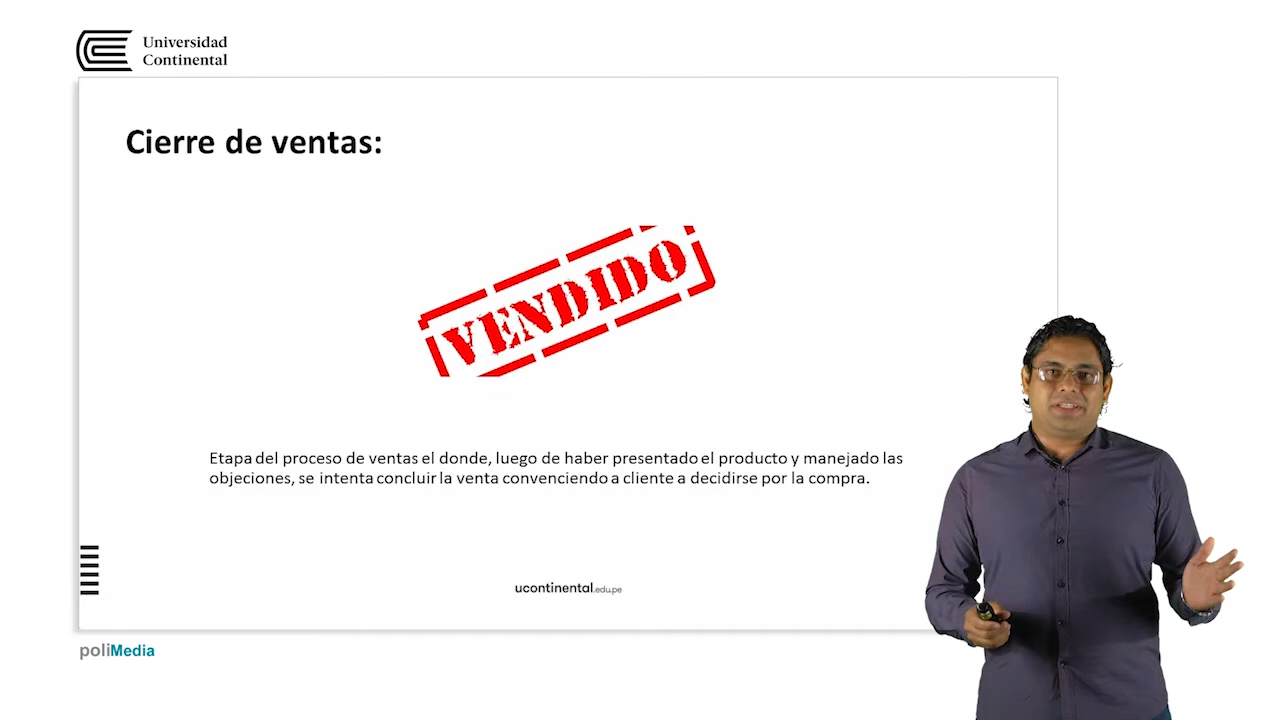 Universidad
Continental
Cierre de ventas:
VENDIDO
Etapa del proceso de ventas el donde, luego de haber presentado el producto y manejado las
objeciones, se intenta concluir la venta convenciendo a cliente a decidirse por la compra.
ucontinental.edu.pe
poliMedia